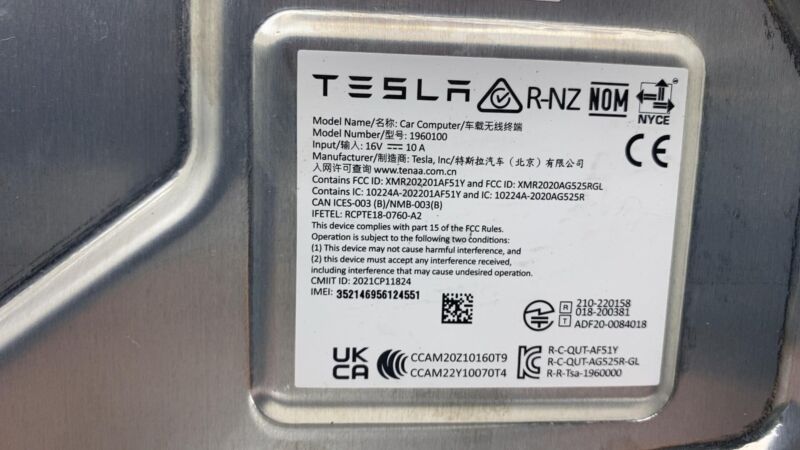 TESLA R-NZ NOM NYCE
Model Name/名称: Car Computer/车载无线终端
Model Number/型号: 1960100
Input/输入: 16V ⎓ 10 A
Manufacturer/制造商: Tesla, Inc/特斯拉汽车（北京）有限公司
入网许可查询 www.tenaa.com.cn
CE
Contains FCC ID: XMR202201AF51Y and FCC ID: XMR2020AG525RGL
Contains IC: 10224A-202201AF51Y and IC: 10224A-2020AG525R
CAN ICES-003 (B)/NMB-003(B)
IFETEL: RCPTE18-0760-A2
This device complies with part 15 of the FCC Rules.
Operation is subject to the following two conditions:
(1) This device may not cause harmful interference, and
(2) this device must accept any interference received,
including interference that may cause undesired operation.
CMIIT ID: 2021CP11824
IMEI: 352146956124551
R 210-220158
018-200381
T ADF20-0084018
UK
CA
CCAM20Z10160T9
CCAM22Y10070T4
R-C-QUT-AF51Y
R-C-QUT-AG525R-GL
R-R-Tsa-1960000